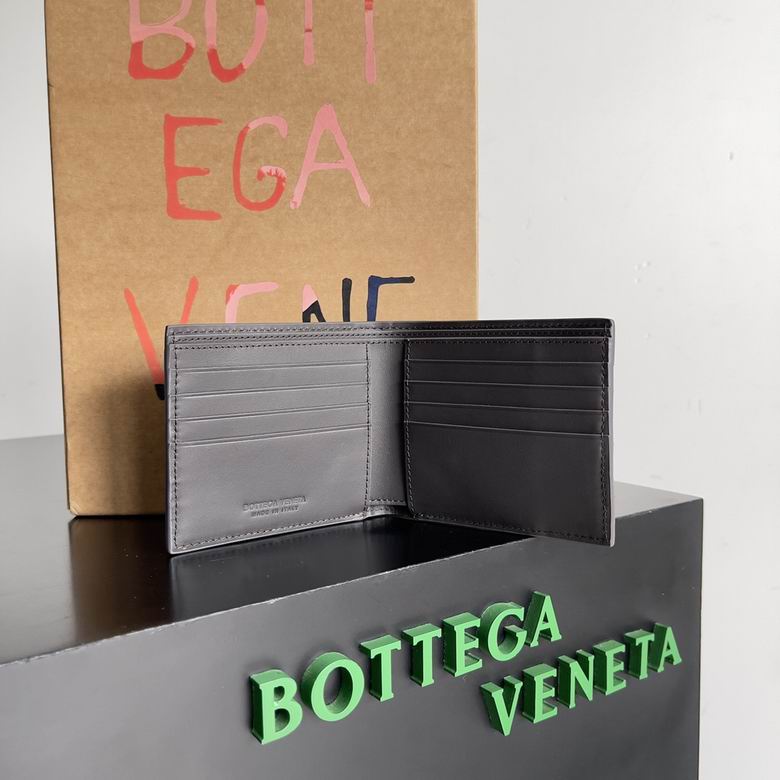 BOTT
EGA
VENE
BOTTEGA VENETA
MADE IN ITALY
BOTTEGA
VENETA